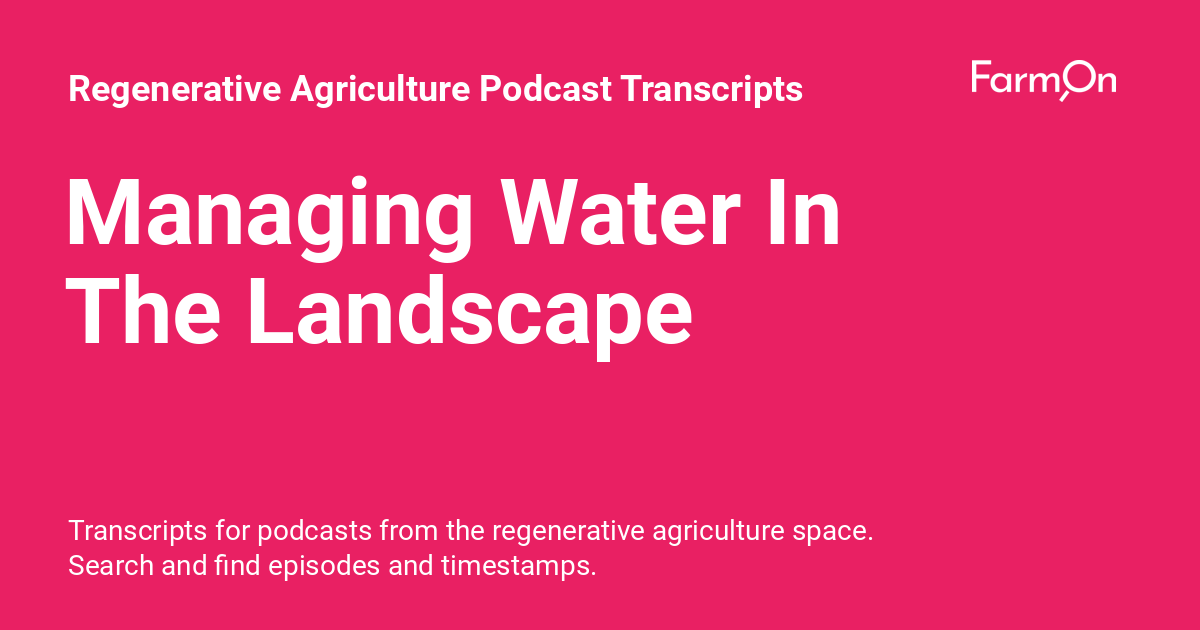 Regenerative Agriculture Podcast Transcripts
FarmOn
Managing Water In
The Landscape
Transcripts for podcasts from the regenerative agriculture space.
Search and find episodes and timestamps.